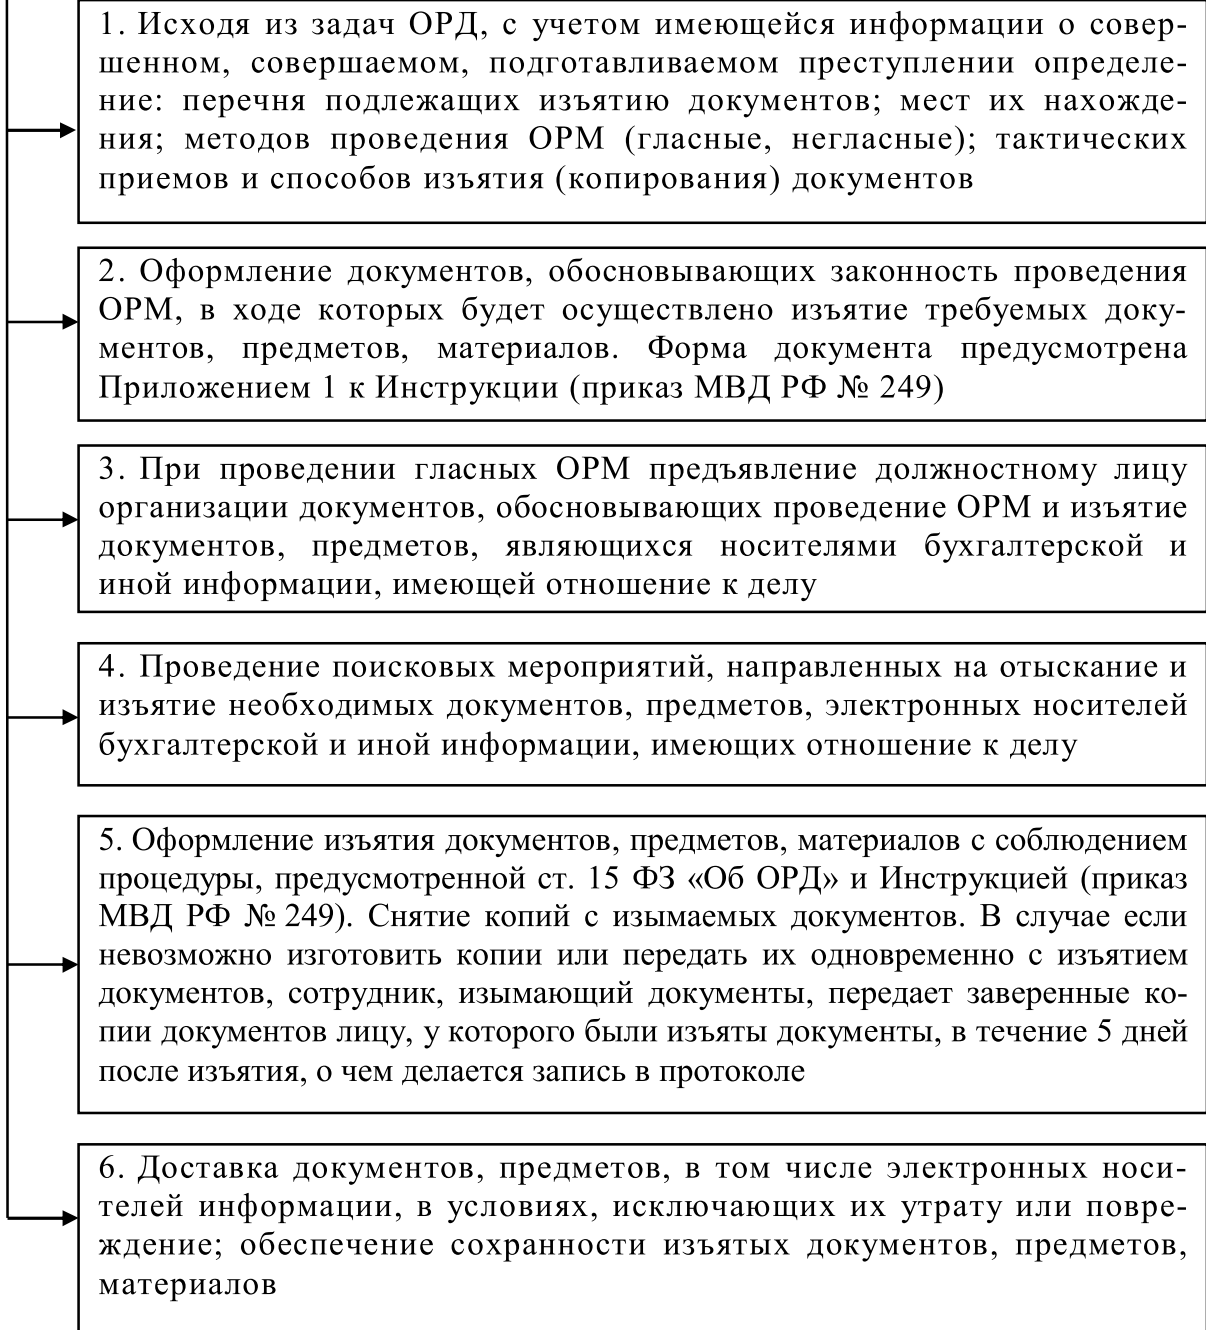 1. Исходя из задач ОРД, с учетом имеющейся информации о совер-
шенном, совершаемом, подготавливаемом преступлении определе-
ние: перечня подлежащих изъятию документов; мест их нахожде-
ния; методов проведения ОРМ (гласные, негласные); тактических
приемов и способов изъятия (копирования) документов
2. Оформление документов, обосновывающих законность проведения
ОРМ, в ходе которых будет осуществлено изъятие требуемых доку-
ментов, предметов, материалов. Форма документа предусмотрена
Приложением 1 к Инструкции (приказ МВД РФ № 249)
3. При проведении гласных ОРМ предъявление должностному лицу
организации документов, обосновывающих проведение ОРМ и изъятие
документов, предметов, являющихся носителями бухгалтерской и
иной информации, имеющей отношение к делу
4. Проведение поисковых мероприятий, направленных на отыскание и
изъятие необходимых документов, предметов, электронных носителей
бухгалтерской и иной информации, имеющих отношение к делу
5. Оформление изъятия документов, предметов, материалов с соблюдением
процедуры, предусмотренной ст. 15 ФЗ «Об ОРД» и Инструкцией (приказ
МВД РФ № 249). Снятие копий с изымаемых документов. В случае если
невозможно изготовить копии или передать их одновременно с изъятием
документов, сотрудник, изымающий документы, передает заверенные ко-
пии документов лицу, у которого были изъяты документы, в течение 5 дней
после изъятия, о чем делается запись в протоколе
6. Доставка документов, предметов, в том числе электронных носи-
телей информации, в условиях, исключающих их утрату или повре-
ждение; обеспечение сохранности изъятых документов, предметов,
материалов